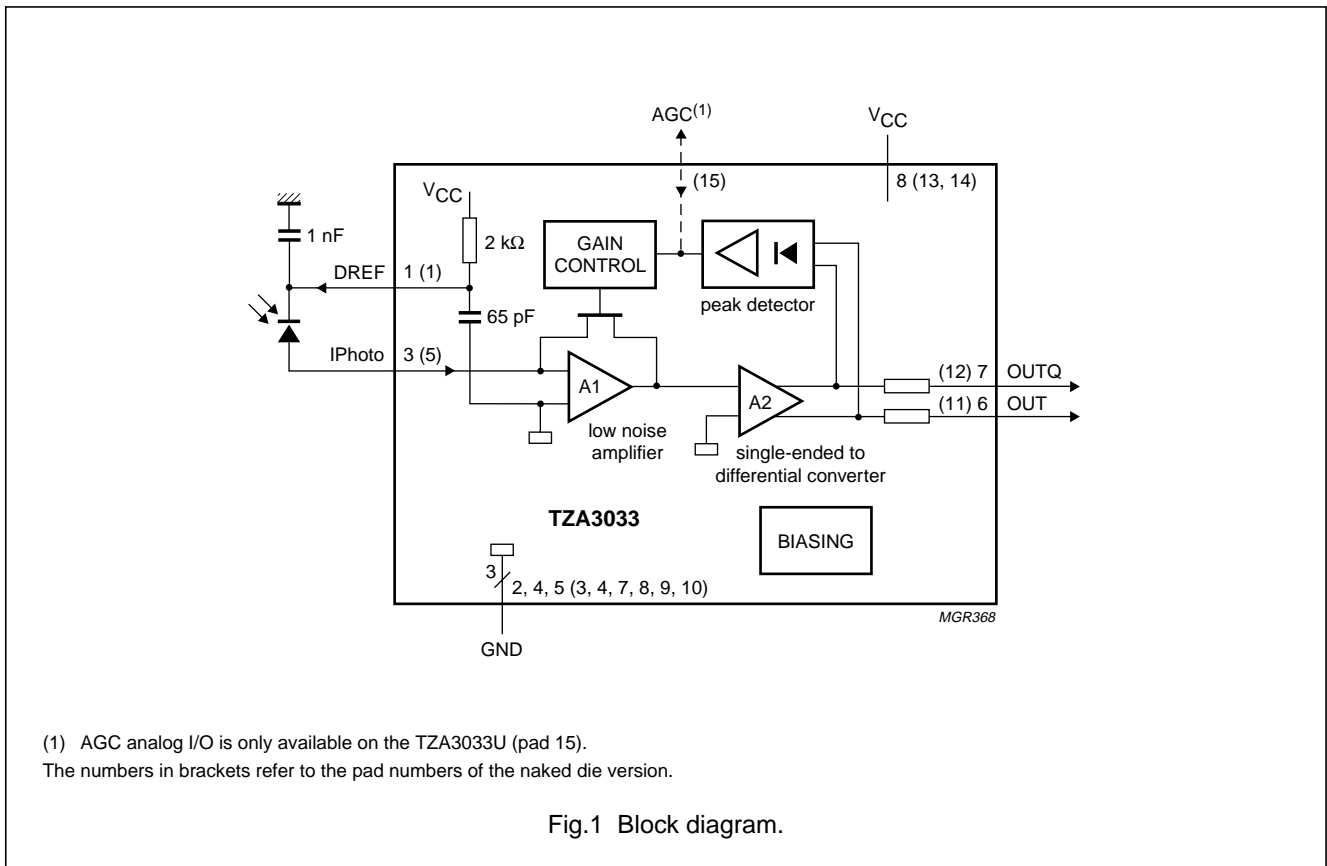 AGC(1)
VCC
(15)
8 (13, 14)
VCC
1 nF
2 kΩ
GAIN
CONTROL
DREF
1 (1)
peak detector
65 pF
IPhoto
3 (5)
A1
A2
(12) 7
OUTQ
(11) 6
OUT
low noise
amplifier
single-ended to
differential converter
TZA3033
BIASING
3
2, 4, 5 (3, 4, 7, 8, 9, 10)
MGR368
GND
(1) AGC analog I/O is only available on the TZA3033U (pad 15).
The numbers in brackets refer to the pad numbers of the naked die version.
Fig.1 Block diagram.